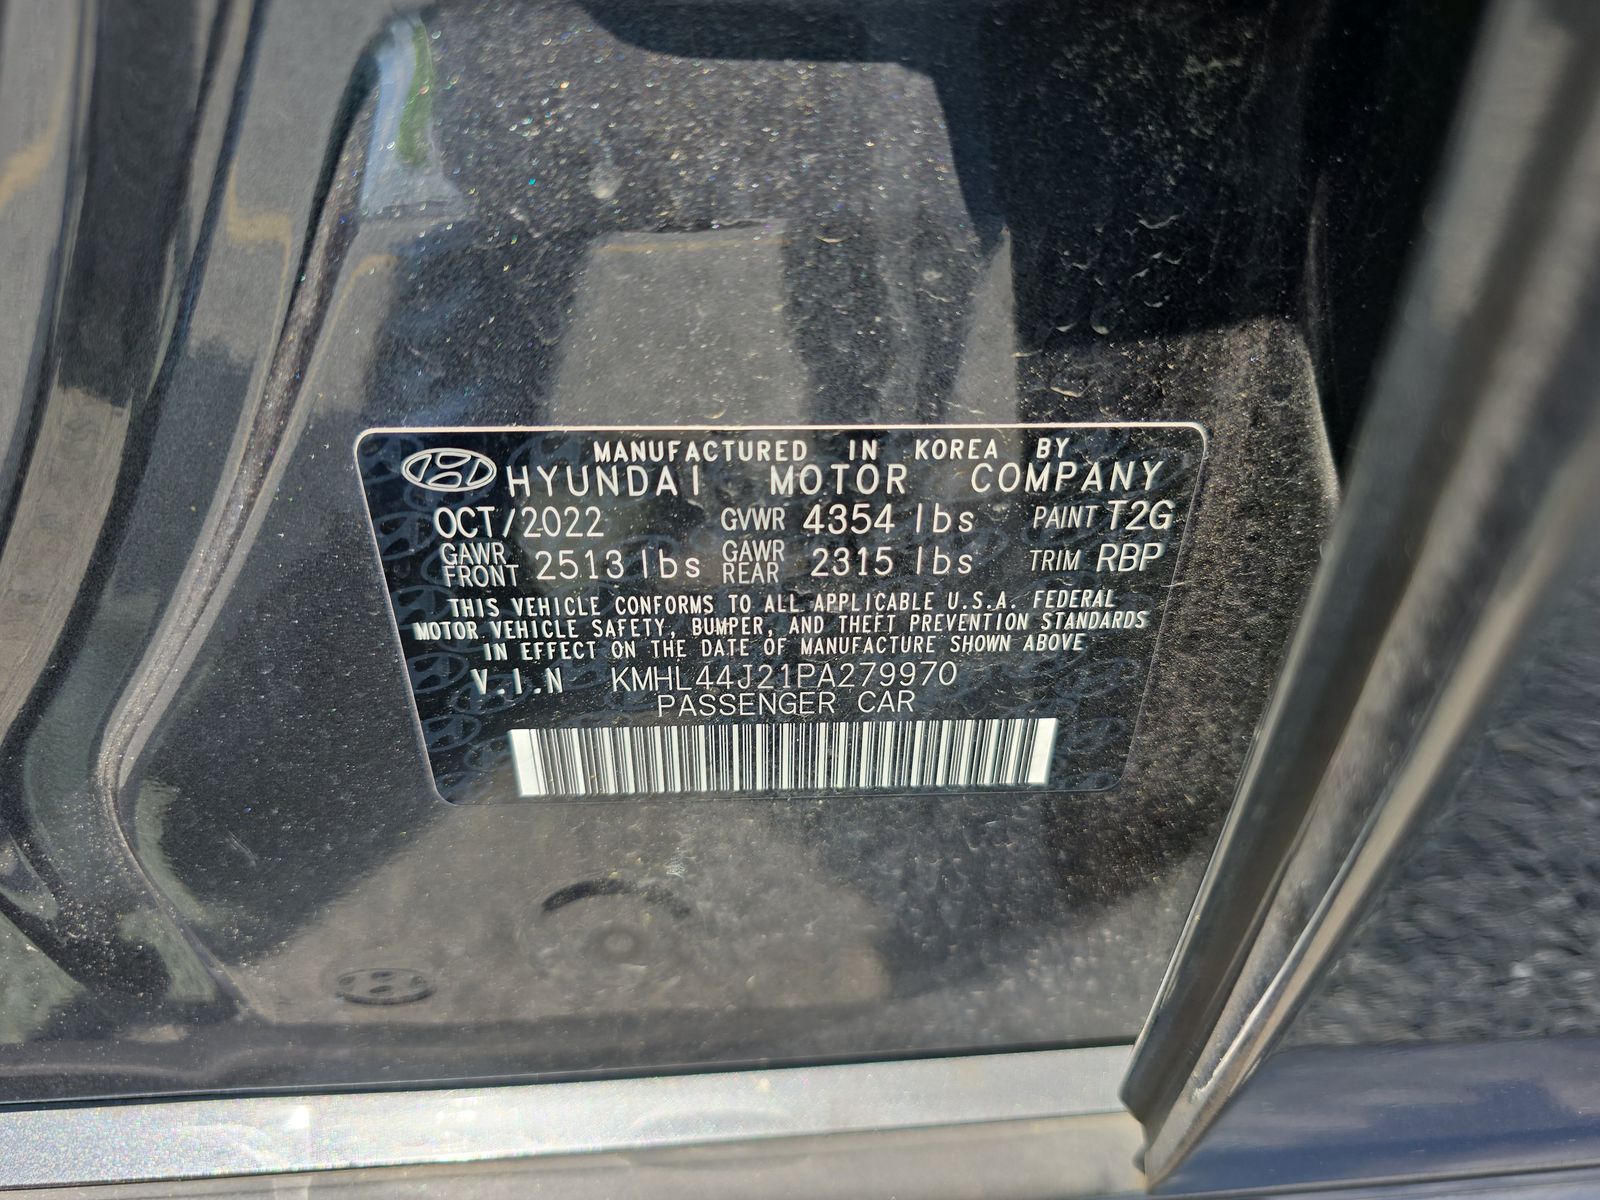 MANUFACTURED IN KOREA BY
HYUNDAI MOTOR COMPANY
OCT/2022 GVWR 4354 lbs PAINT T2G
GAWR FRONT 2513 lbs GAWR REAR 2315 lbs TRIM RBP
THIS VEHICLE CONFORMS TO ALL APPLICABLE U.S.A. FEDERAL
MOTOR VEHICLE SAFETY, BUMPER, AND THEFT PREVENTION STANDARDS
IN EFFECT ON THE DATE OF MANUFACTURE SHOWN ABOVE
V.I.N KMHL44J21PA279970
PASSENGER CAR